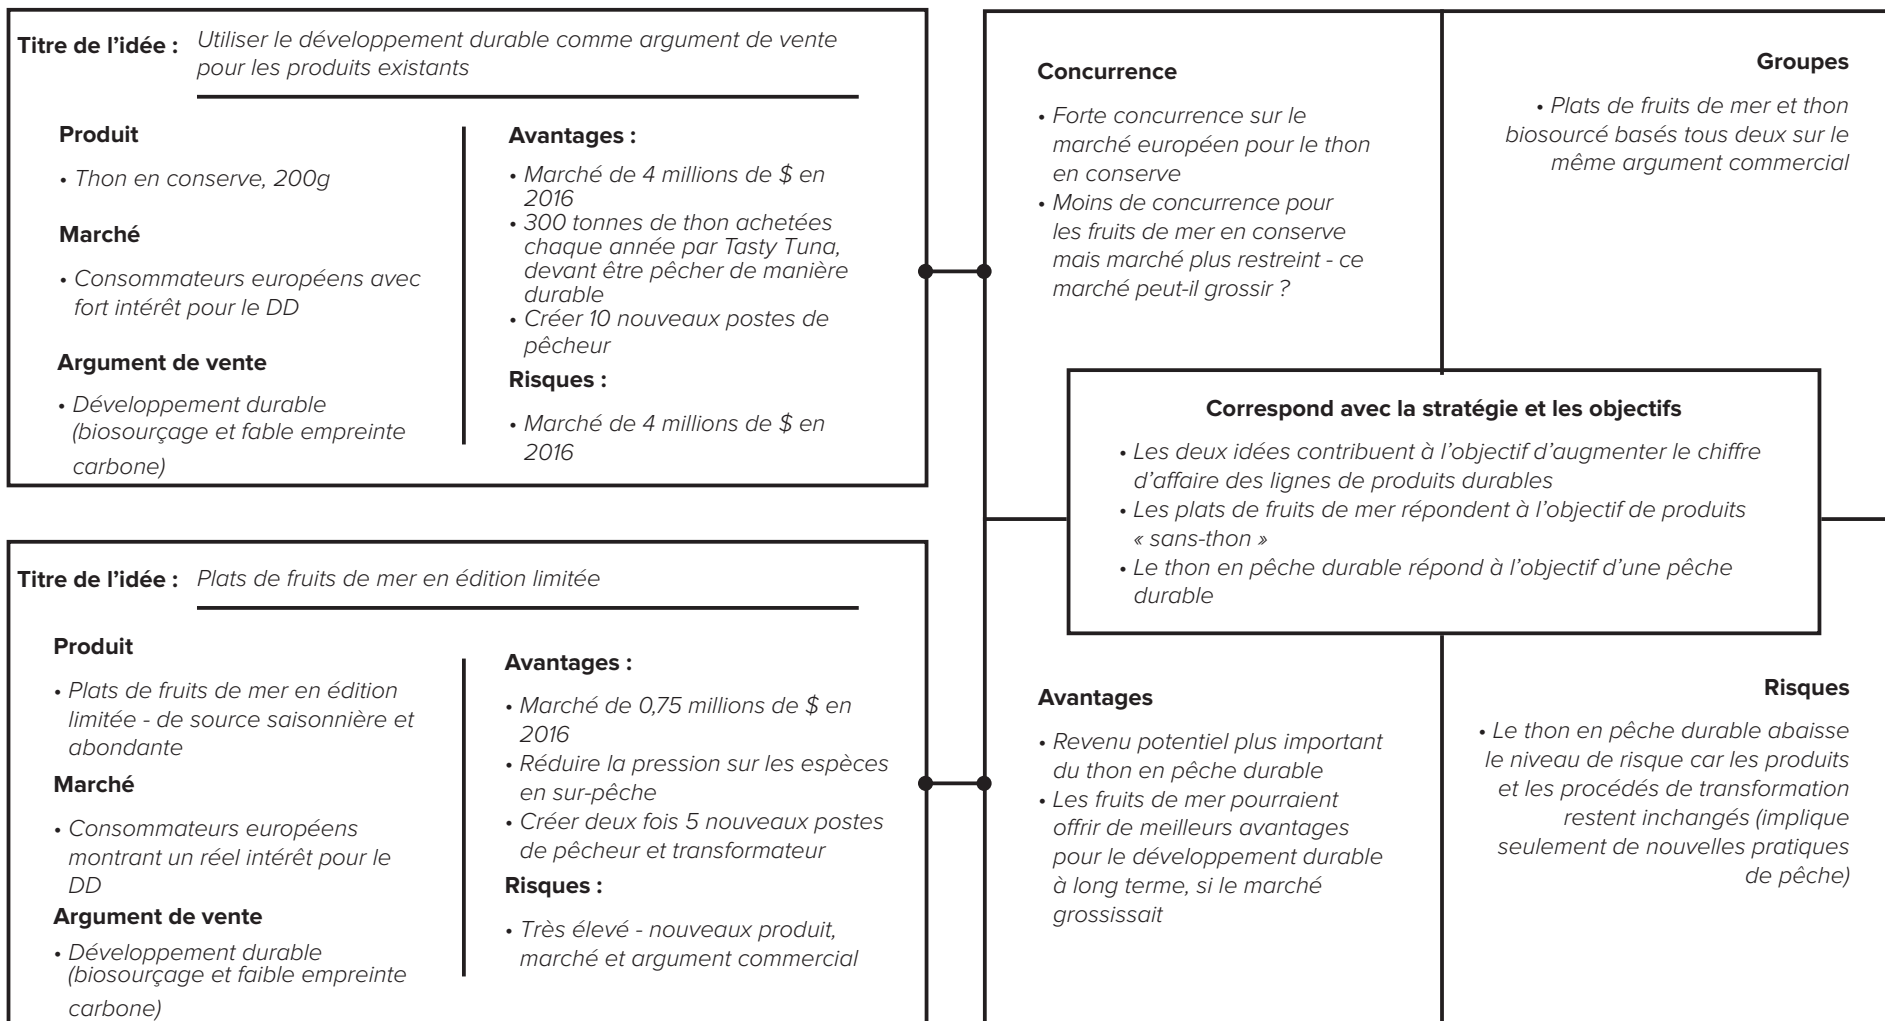 Titre de l'idée : Utiliser le développement durable comme argument de vente
pour les produits existants
Produit
• Thon en conserve, 200g
Marché
• Consommateurs européens avec
fort intérêt pour le DD
Argument de vente
• Développement durable
(biosourçage et fable empreinte
carbone)
Avantages :
• Marché de 4 millions de $ en
2016
• 300 tonnes de thon achetées
chaque année par Tasty Tuna,
devant être pêcher de manière
durable
• Créer 10 nouveaux postes de
pêcheur
Risques :
• Marché de 4 millions de $ en
2016
Titre de l'idée : Plats de fruits de mer en édition limitée
Produit
• Plats de fruits de mer en édition
limitée - de source saisonnière et
abondante
Marché
• Consommateurs européens
montrant un réel intérêt pour le
DD
Argument de vente
• Développement durable
(biosourçage et faible empreinte
carbone)
Avantages :
• Marché de 0,75 millions de $ en
2016
• Réduire la pression sur les espèces
en sur-pêche
• Créer deux fois 5 nouveaux postes
de pêcheur et transformateur
Risques :
• Très élevé - nouveaux produit,
marché et argument commercial
Concurrence
• Forte concurrence sur le
marché européen pour le thon
en conserve
• Moins de concurrence pour
les fruits de mer en conserve
mais marché plus restreint - ce
marché peut-il grossir ?
Groupes
• Plats de fruits de mer et thon
biosourcé basés tous deux sur le
même argument commercial
Correspond avec la stratégie et les objectifs
• Les deux idées contribuent à l'objectif d'augmenter le chiffre
d'affaire des lignes de produits durables
• Les plats de fruits de mer répondent à l'objectif de produits
« sans-thon »
• Le thon en pêche durable répond à l'objectif d'une pêche
durable
Avantages
• Revenu potentiel plus important
du thon en pêche durable
• Les fruits de mer pourraient
offrir de meilleurs avantages
pour le développement durable
à long terme, si le marché
grossissait
Risques
• Le thon en pêche durable abaisse
le niveau de risque car les produits
et les procédés de transformation
restent inchangés (implique
seulement de nouvelles pratiques
de pêche)